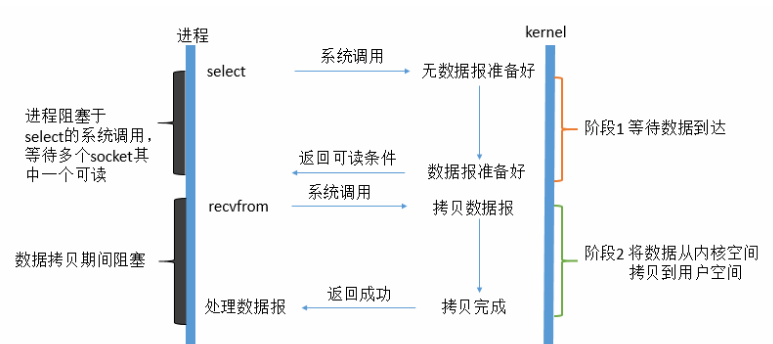 进程
kernel
系统调用
select
无数据报准备好
进程阻塞于
select的系统调用，
等待多个socket其
中一个可读
阶段1 等待数据到达
返回可读条件
数据报准备好
系统调用
recvfrom
拷贝数据报
数据拷贝期间阻塞
阶段2 将数据从内核空间
拷贝到用户空间
返回成功
处理数据报
拷贝完成